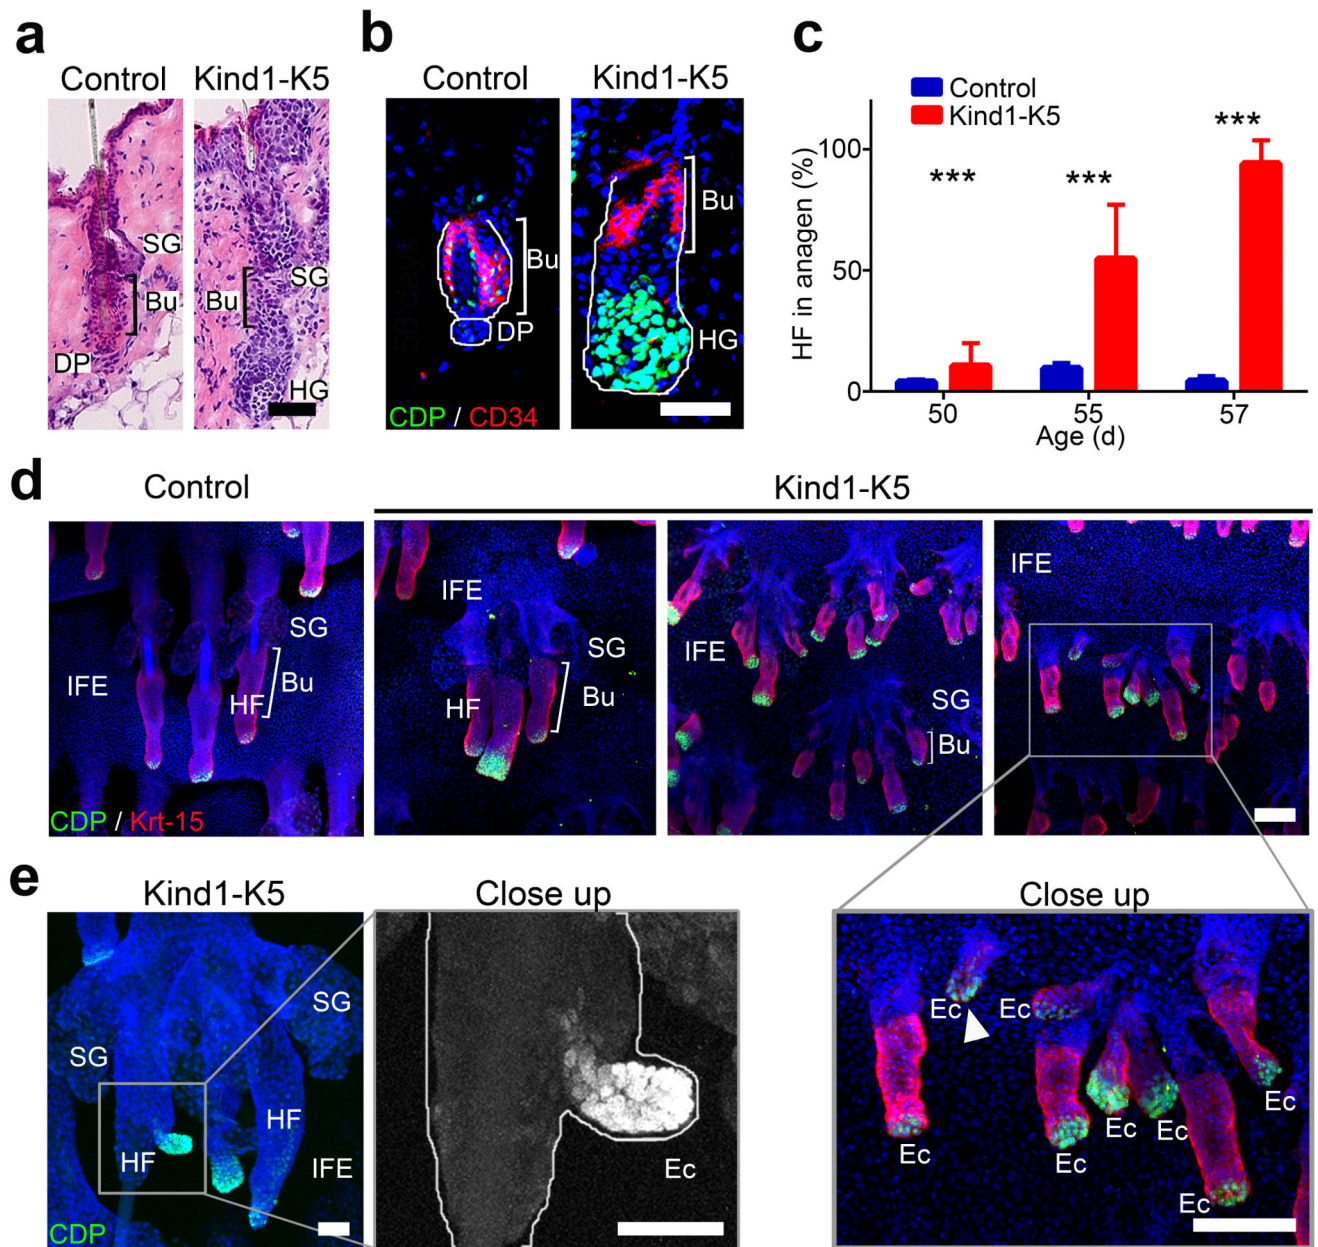 a
Control
Kind1-K5
SG
Bu
DP
Bu
SG
HG
b
Control
Kind1-K5
50 days
Bu
DP
CDP / CD34
Bu
HG
c
Control
Kind1-K5
HF in anagen (%)
100
50
0
***
***
***
50
55
57
Age (d)
d
Control
Kind1-K5
IFE
SG
HF
Bu
CDP / Krt-15
IFE
SG
HF
Bu
IFE
SG
Bu
IFE
e
Kind1-K5
Close up
SG
SG
HF
HF
IFE
CDP
Ec
Close up
Ec
Ec
Ec
Ec
Ec
Ec
Ec
Ec